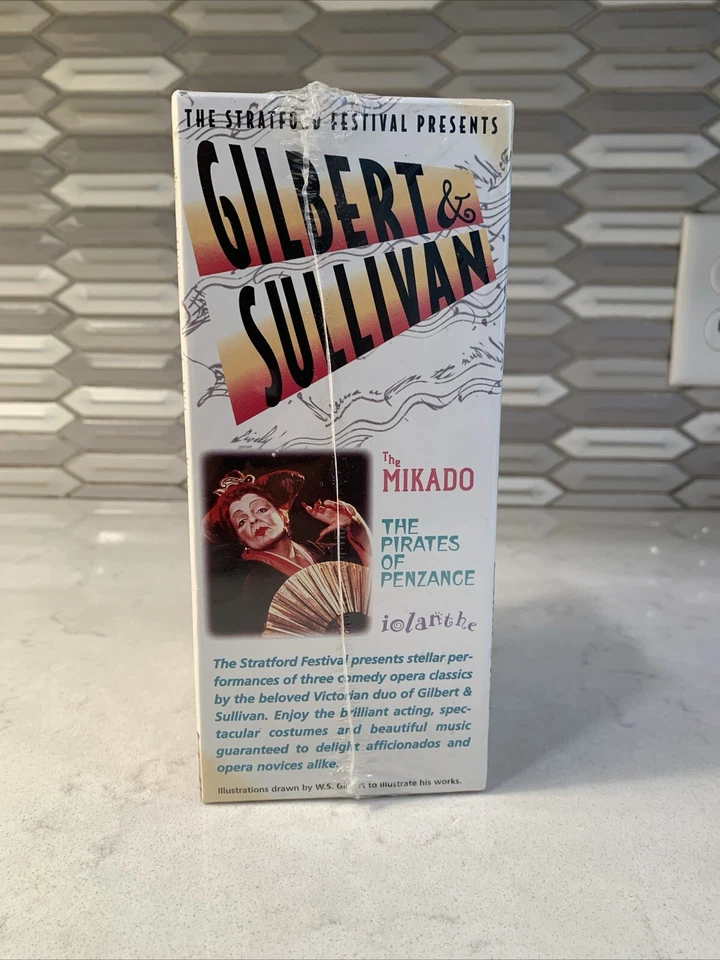 THE STRATFORD FESTIVAL PRESENTS
GILBERT &
SULLIVAN
The
MIKADO
THE
PIRATES
OF
PENZANCE
iolanthe
The Stratford Festival presents stellar per-
formances of three comedy opera classics
by the beloved Victorian duo of Gilbert &
Sullivan. Enjoy the brilliant acting, spec-
tacular costumes and beautiful music
guaranteed to delight afficionados and
opera novices alike.
Illustrations drawn by W.S. Gilbert to illustrate his works.